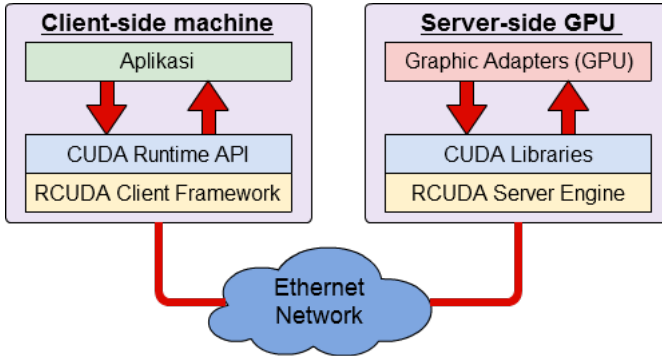 Client-side machine
Aplikasi
CUDA Runtime API
RCUDA Client Framework
Server-side GPU
Graphic Adapters (GPU)
CUDA Libraries
RCUDA Server Engine
Ethernet
Network